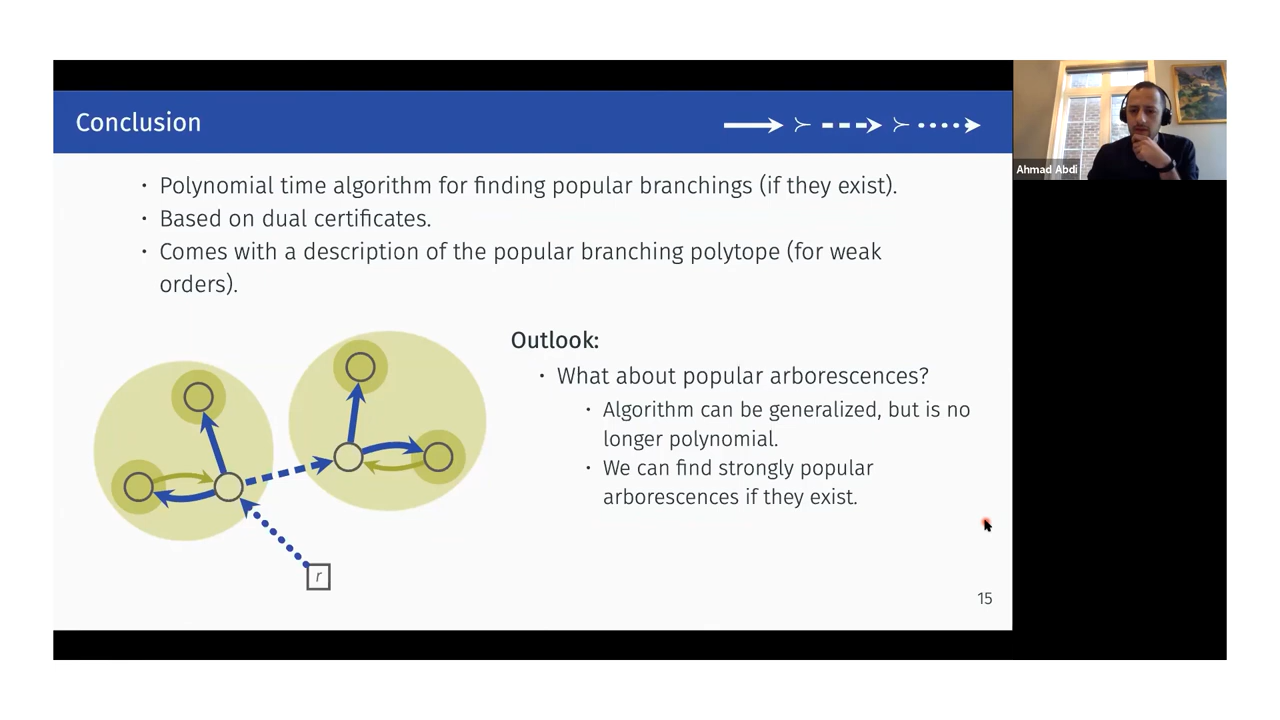 Conclusion
· Polynomial time algorithm for finding popular branchings (if they exist).
· Based on dual certificates.
· Comes with a description of the popular branching polytope (for weak
orders).
Outlook:
· What about popular arborescences?
· Algorithm can be generalized, but is no
longer polynomial.
· We can find strongly popular
arborescences if they exist.
r
15
Ahmad Abdi